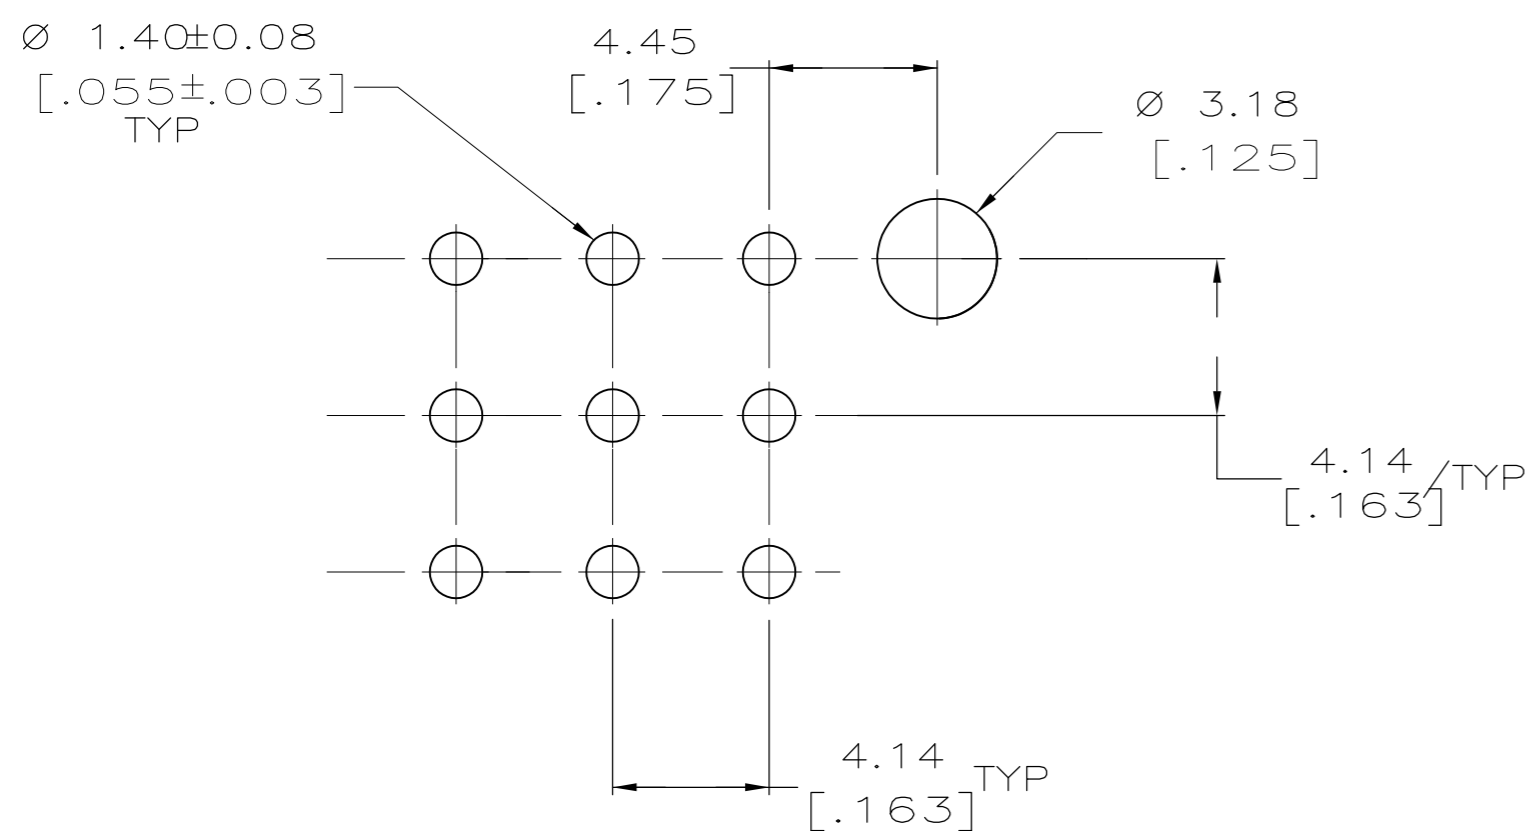 Ø 1.40±0.08
[.055±.003]
TYP
4.45
[.175]
Ø 3.18
[.125]
4.14
[.163]/TYP
4.14
[.163] TYP